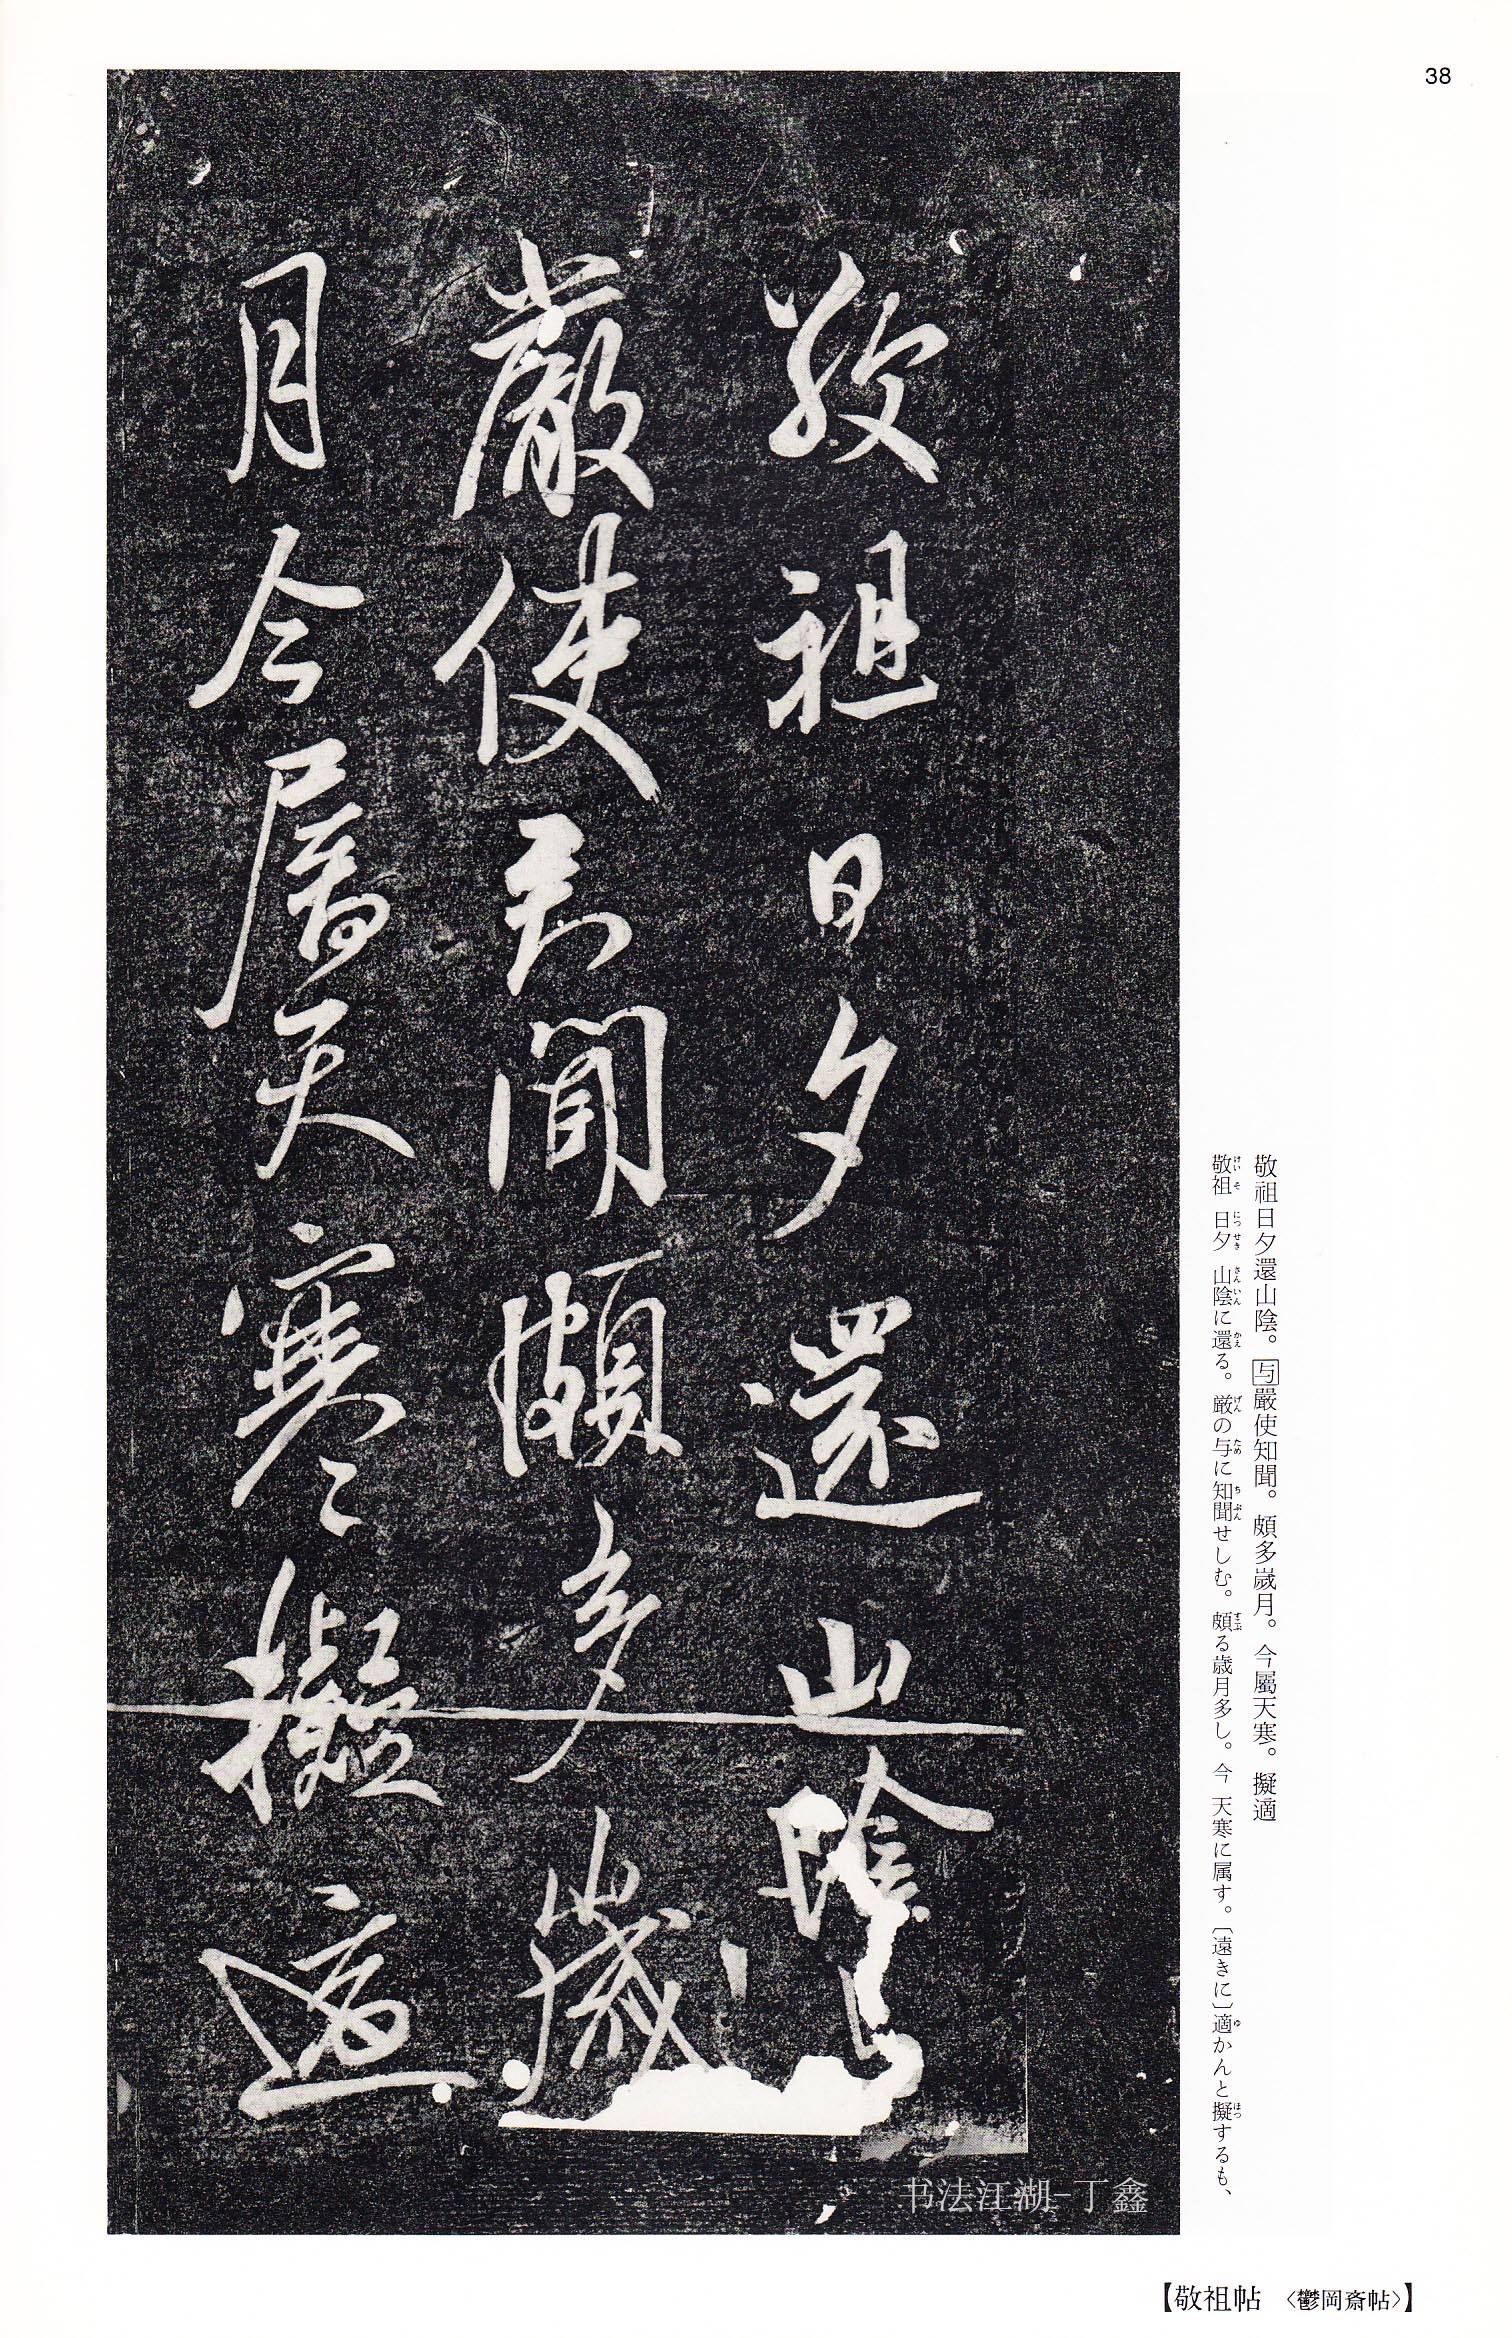 38
敬祖日夕還山陰
嚴使知聞頗多歲
月今屬天寒擬適
敬祖日夕還山陰。与嚴使知聞。頗多歲月。今屬天寒。擬適
敬祖 日夕 山陰に還る。厳の与に知聞せしむ。頗る歳月多し。今 天寒に属す。〔遠きに〕適かんと擬するも、
书法江湖-丁鑫
【敬祖帖 〈鬱岡斎帖〉】